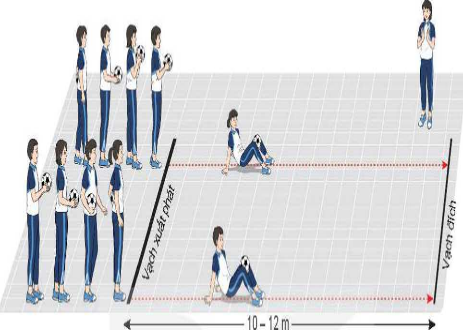 Vạch xuất phát
Vạch đích
10 – 12 m